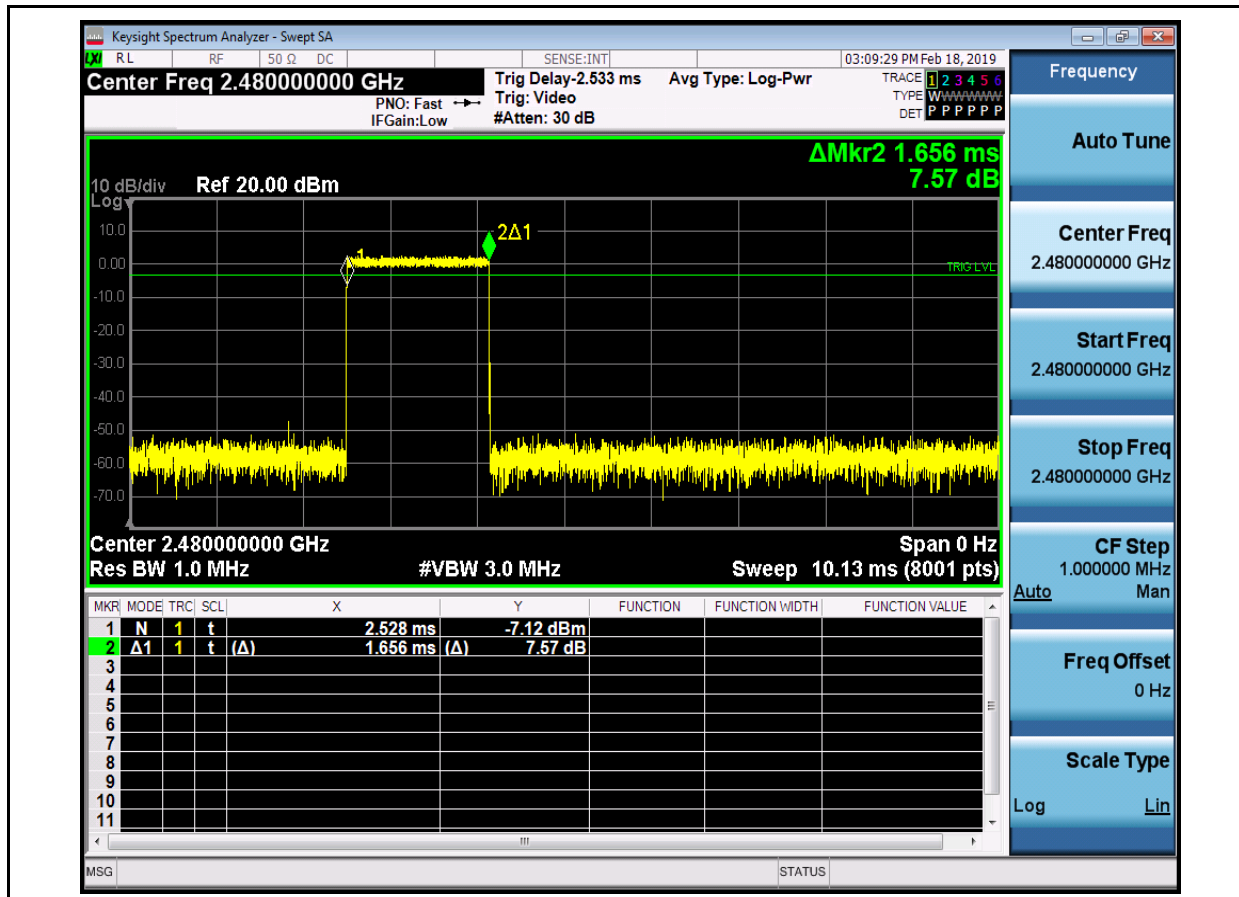 Keysight Spectrum Analyzer - Swept SA
LXI RL RF 50 Ω DC SENSE:INT 03:09:29 PM Feb 18, 2019
Center Freq 2.480000000 GHz
PNO: Fast
IFGain:Low
Trig Delay-2.533 ms
Trig: Video
#Atten: 30 dB
Avg Type: Log-Pwr
TRACE 1 2 3 4 5 6
TYPE WWWWWW
DET P P P P P P
ΔMkr2 1.656 ms
7.57 dB
10 dB/div Ref 20.00 dBm
Log
10.0
0.00
-10.0
-20.0
-30.0
-40.0
-50.0
-60.0
-70.0
1
2Δ1
TRIG LVL
Center 2.480000000 GHz Span 0 Hz
Res BW 1.0 MHz #VBW 3.0 MHz Sweep 10.13 ms (8001 pts)
MKR MODE TRC SCL X Y FUNCTION FUNCTION WIDTH FUNCTION VALUE
1 N 1 t 2.528 ms -7.12 dBm
2 Δ1 1 t (Δ) 1.656 ms (Δ) 7.57 dB
3
4
5
6
7
8
9
10
11
MSG STATUS
Frequency
Auto Tune
Center Freq
2.480000000 GHz
Start Freq
2.480000000 GHz
Stop Freq
2.480000000 GHz
CF Step
1.000000 MHz
Auto Man
Freq Offset
0 Hz
Scale Type
Log Lin